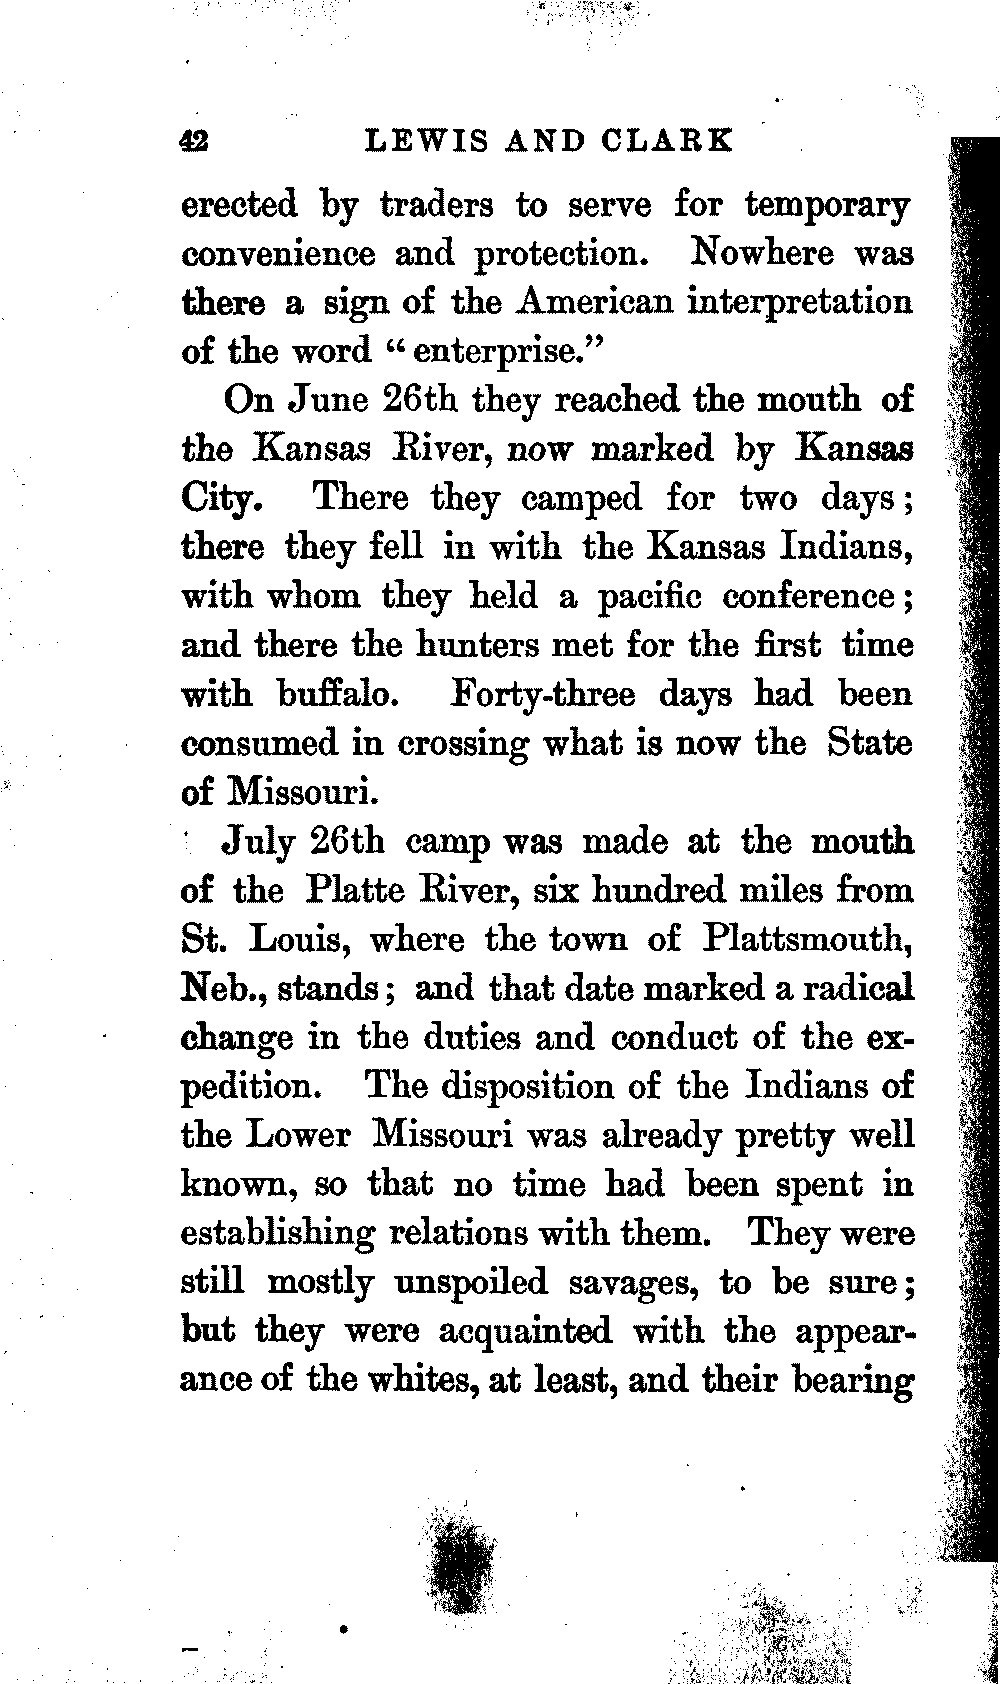 42 LEWIS AND CLARK
erected by traders to serve for temporary
convenience and protection. Nowhere was
there a sign of the American interpretation
of the word “ enterprise.”
On June 26th they reached the mouth of
the Kansas River, now marked by Kansas
City. There they camped for two days ;
there they fell in with the Kansas Indians,
with whom they held a pacific conference ;
and there the hunters met for the first time
with buffalo. Forty-three days had been
consumed in crossing what is now the State
of Missouri.
July 26th camp was made at the mouth
of the Platte River, six hundred miles from
St. Louis, where the town of Plattsmouth,
Neb., stands ; and that date marked a radical
change in the duties and conduct of the ex-
pedition. The disposition of the Indians of
the Lower Missouri was already pretty well
known, so that no time had been spent in
establishing relations with them. They were
still mostly unspoiled savages, to be sure ;
but they were acquainted with the appear-
ance of the whites, at least, and their bearing